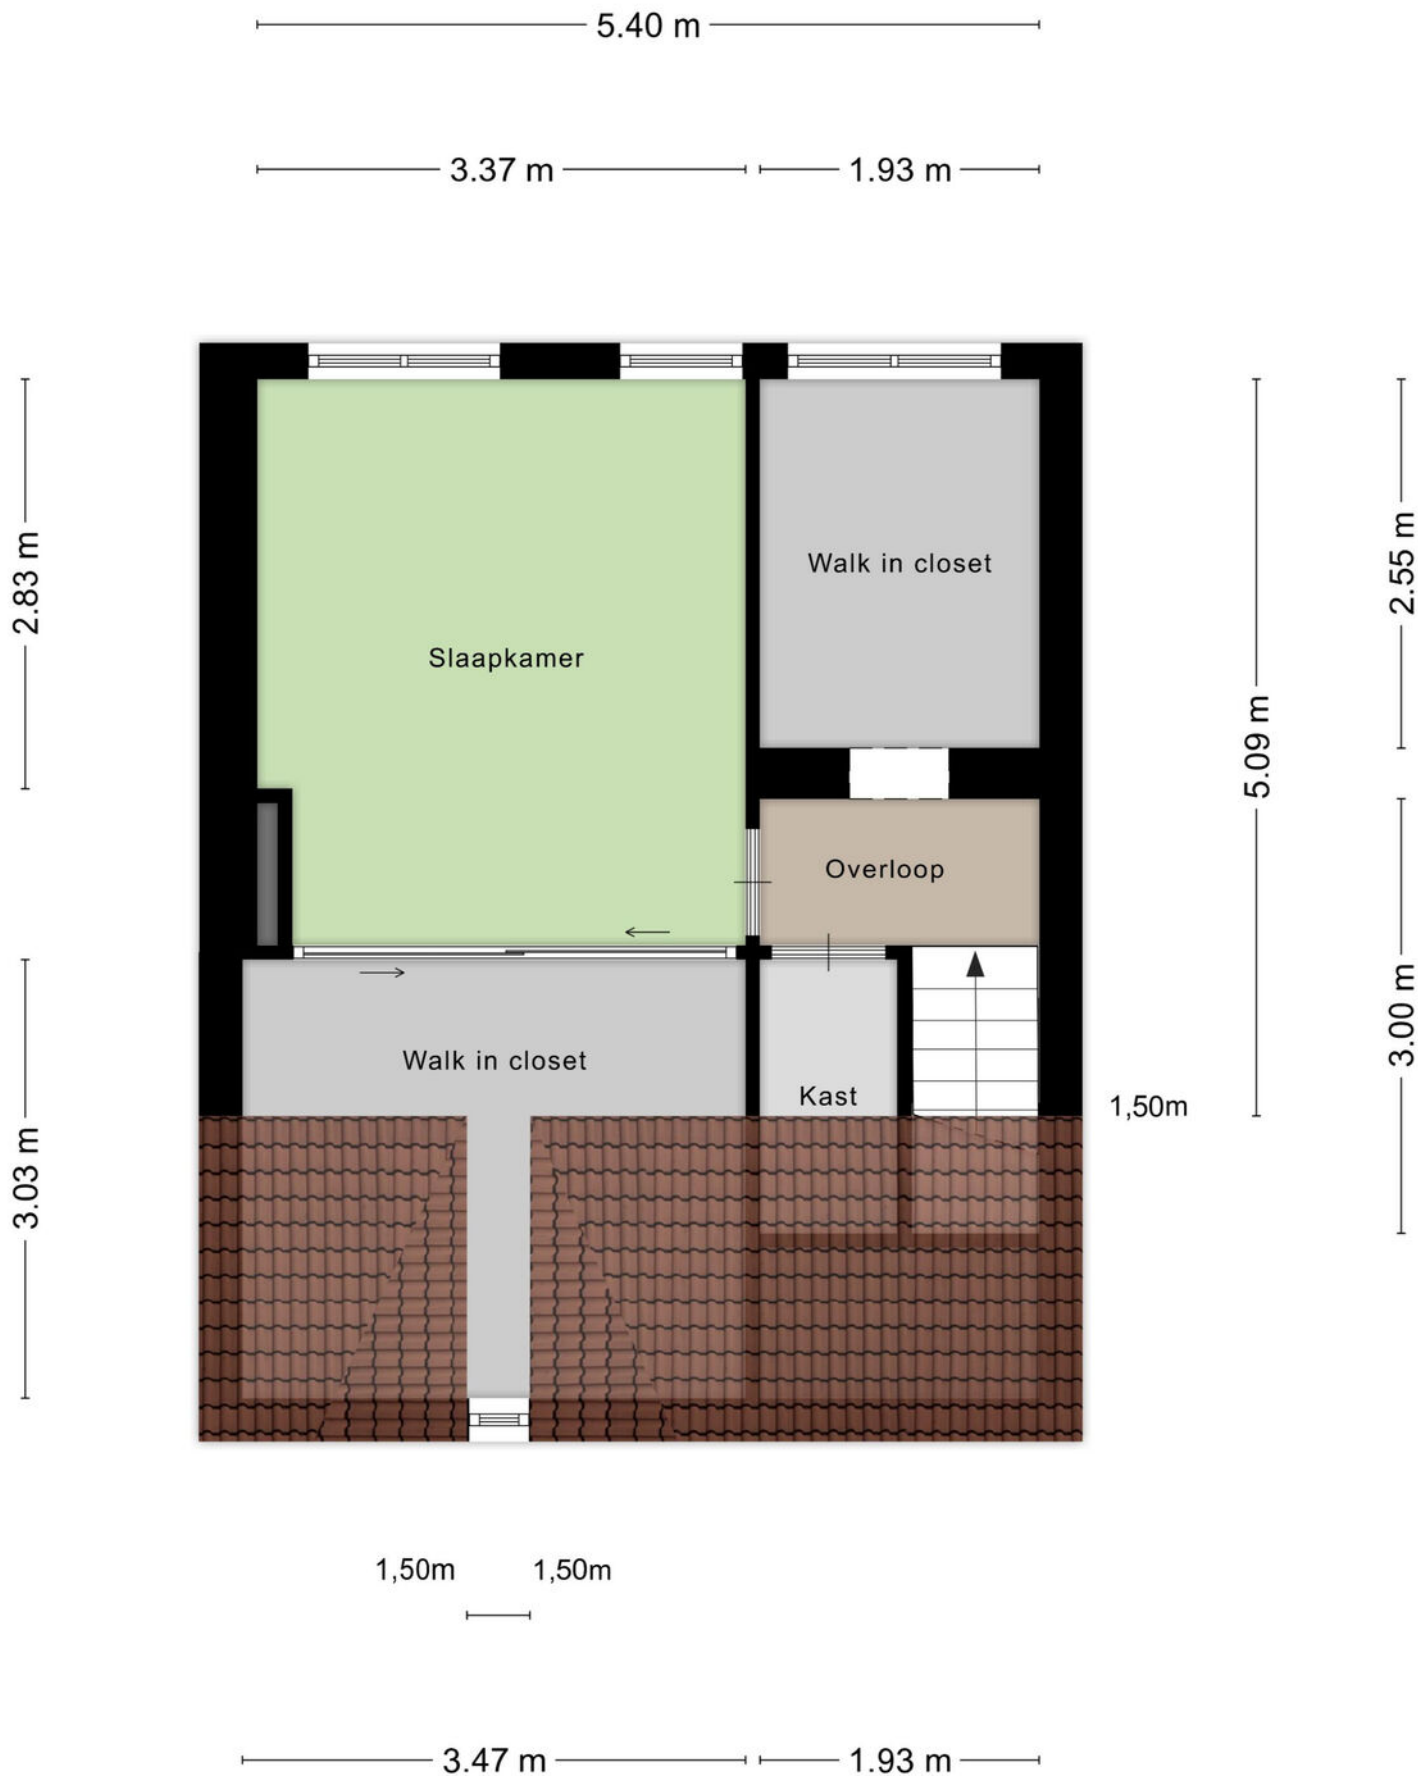 5.40 m
3.37 m
1.93 m
2.83 m
2.55 m
Walk in closet
Slaapkamer
5.09 m
Overloop
3.00 m
Walk in closet
Kast
1,50m
3.03 m
1,50m
1,50m
3.47 m
1.93 m